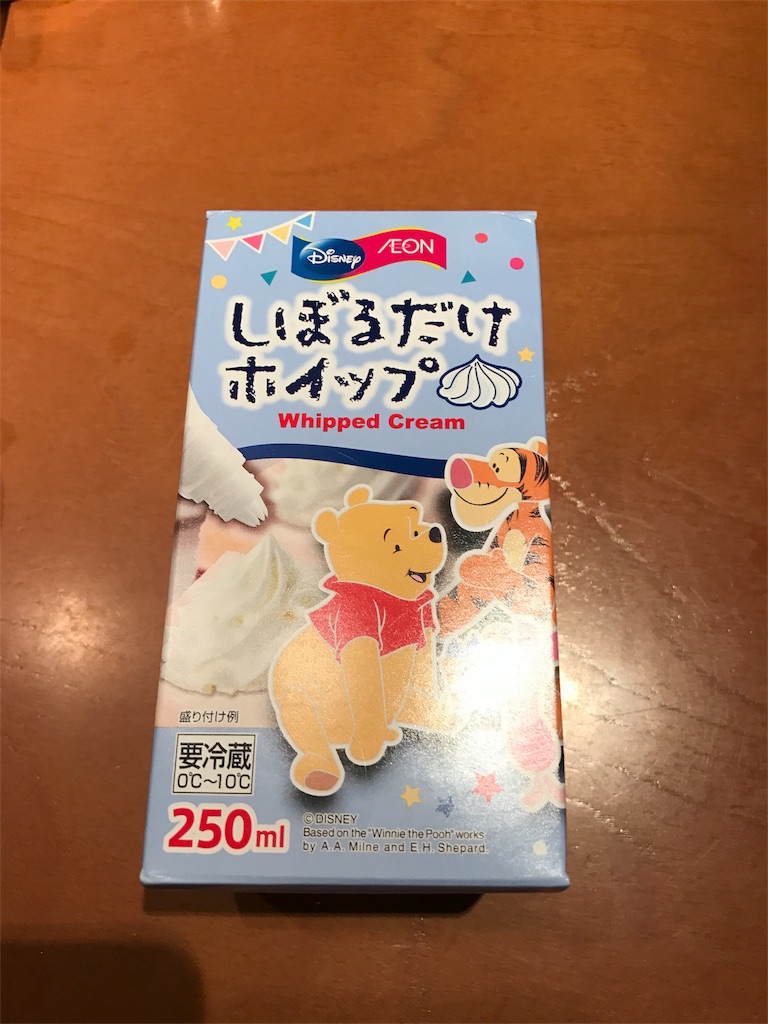 DISNEY ÆON
しぼるだけ
ホイップ
Whipped Cream
盛り付け例
要冷蔵
0℃～10℃
250ml
©DISNEY
Based on the "Winnie the Pooh" works
by A.A. Milne and E.H. Shepard.